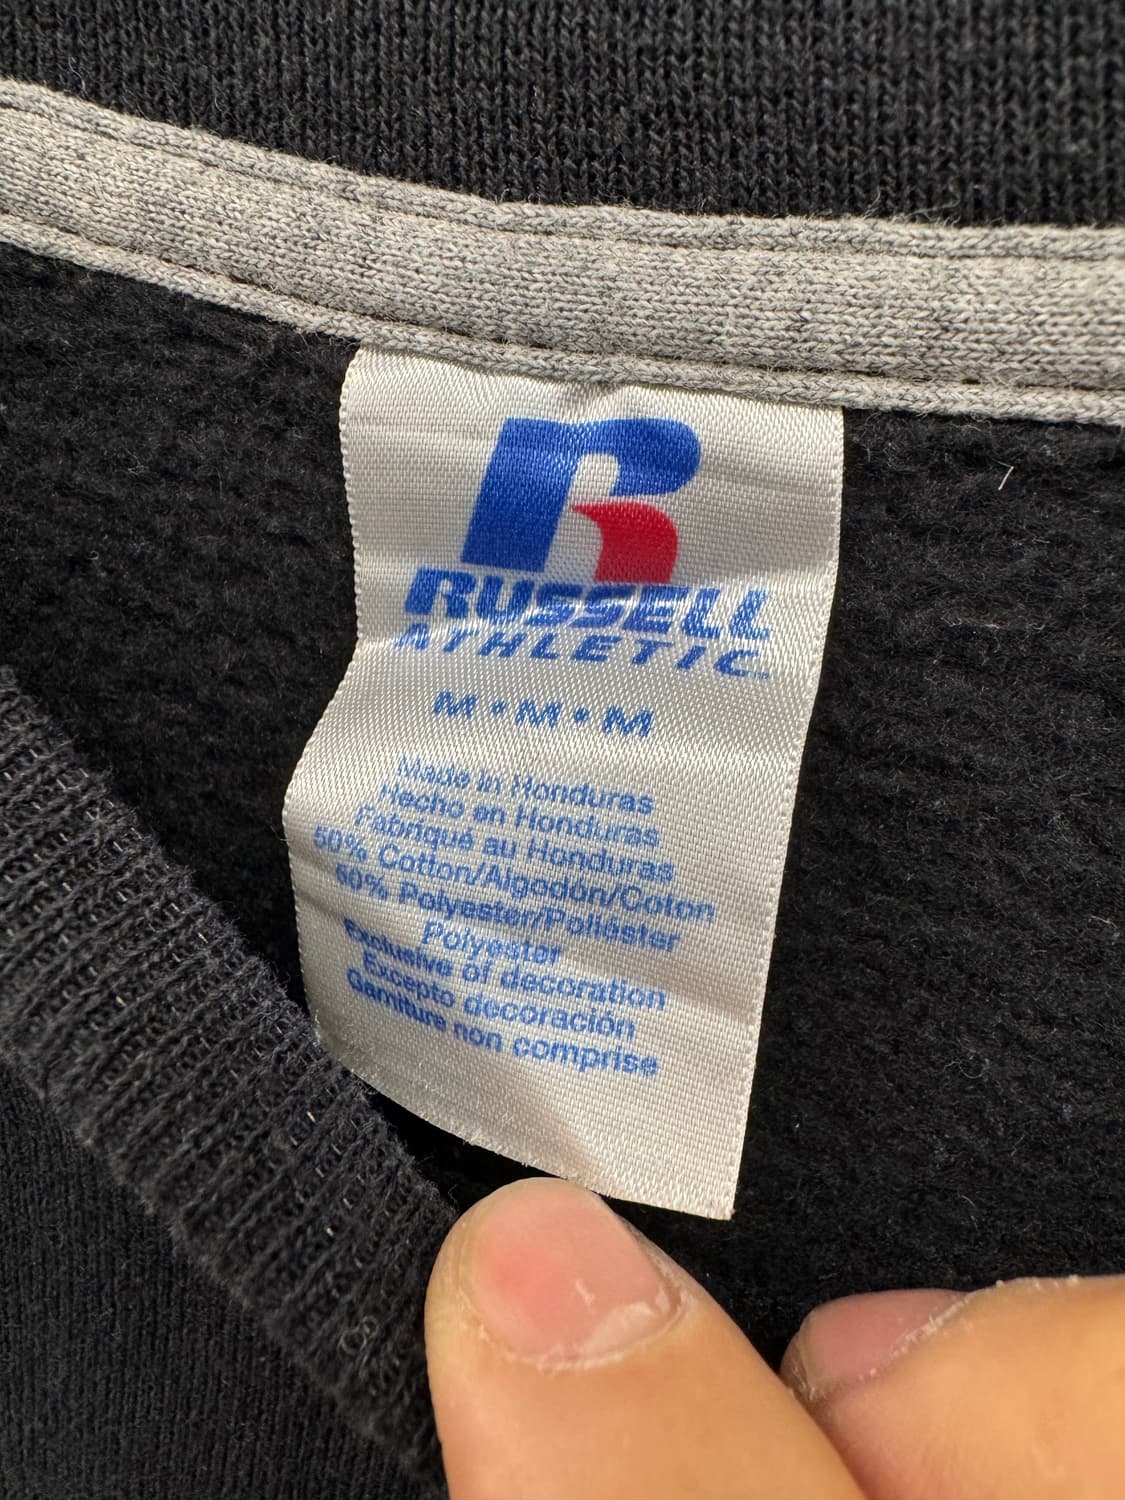 R
RUSSELL
ATHLETIC™
M • M • M
Made in Honduras
Hecho en Honduras
Fabriqué au Honduras
50% Cotton/Algodón/Coton
50% Polyester/Poliéster
Polyester
Exclusive of decoration
Excepto decoración
Garniture non comprise